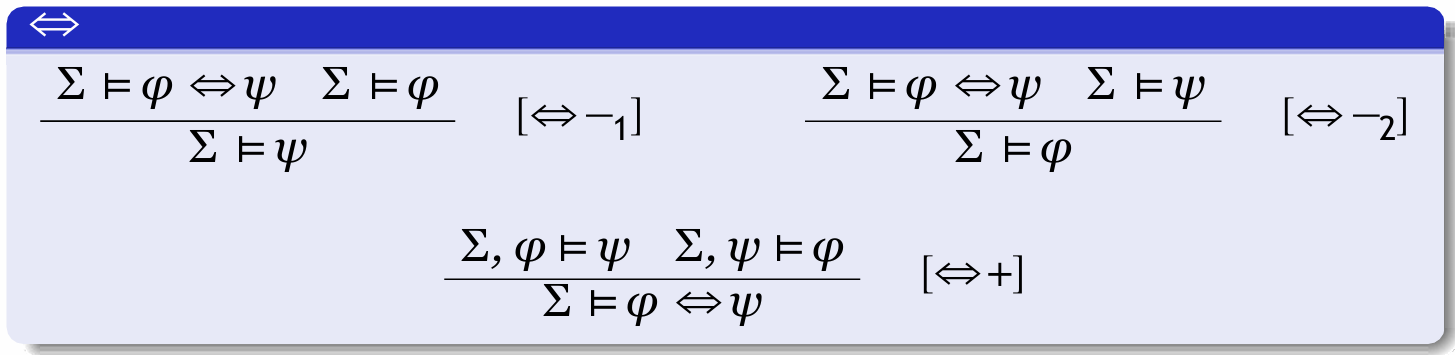 ⇔
Σ ⊨ φ ⇔ ψ   Σ ⊨ φ   [⇔ −₁]   Σ ⊨ φ ⇔ ψ   Σ ⊨ ψ   [⇔ −₂]
Σ ⊨ ψ   Σ ⊨ φ
Σ, φ ⊨ ψ   Σ, ψ ⊨ φ   [⇔ +]
Σ ⊨ φ ⇔ ψ